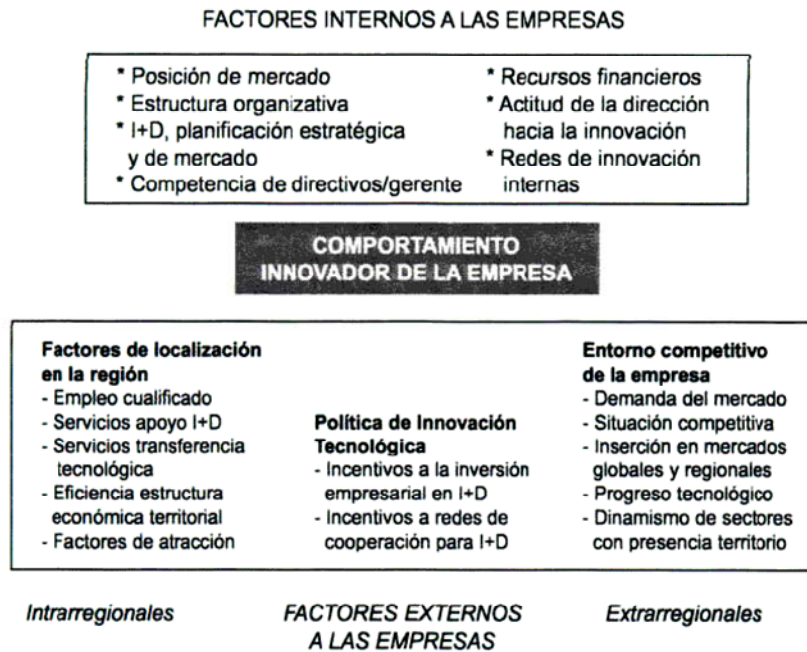 FACTORES INTERNOS A LAS EMPRESAS
* Posición de mercado
* Estructura organizativa
* I+D, planificación estratégica
y de mercado
* Competencia de directivos/gerente
* Recursos financieros
* Actitud de la dirección
hacia la innovación
* Redes de innovación
internas
COMPORTAMIENTO
INNOVADOR DE LA EMPRESA
Factores de localización
en la región
- Empleo cualificado
- Servicios apoyo I+D
- Servicios transferencia
tecnológica
- Eficiencia estructura
económica territorial
- Factores de atracción
Política de Innovación
Tecnológica
- Incentivos a la inversión
empresarial en I+D
- Incentivos a redes de
cooperación para I+D
Entorno competitivo
de la empresa
- Demanda del mercado
- Situación competitiva
- Inserción en mercados
globales y regionales
- Progreso tecnológico
- Dinamismo de sectores
con presencia territorio
Intrarregionales
FACTORES EXTERNOS
A LAS EMPRESAS
Extrarregionales